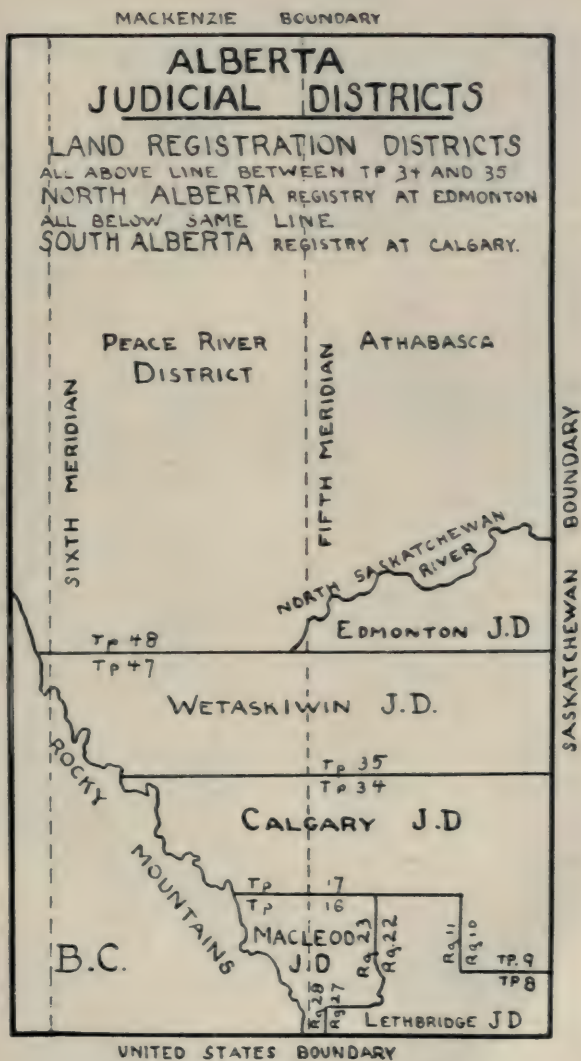 MACKENZIE BOUNDARY
ALBERTA
JUDICIAL DISTRICTS
LAND REGISTRATION DISTRICTS
ALL ABOVE LINE BETWEEN TP 34 AND 35
NORTH ALBERTA REGISTRY AT EDMONTON
ALL BELOW SAME LINE
SOUTH ALBERTA REGISTRY AT CALGARY.
PEACE RIVER
DISTRICT
ATHABASCA
SIXTH MERIDIAN
FIFTH MERIDIAN
SASKATCHEWAN BOUNDARY
NORTH SASKATCHEWAN
RIVER
EDMONTON J.D
Tp 48
Tp 47
WETASKIWIN J.D.
ROCKY
MOUNTAINS
Tp 35
Tp 34
CALGARY J.D
Tp 17
Tp 16
MACLEOD
J.D
Rg. 23
Rg. 22
Rg. 11
Rg. 10
TP. 9
TP 8
B.C.
Rg 28
Rg 27
LETHBRIDGE J D
UNITED STATES BOUNDARY